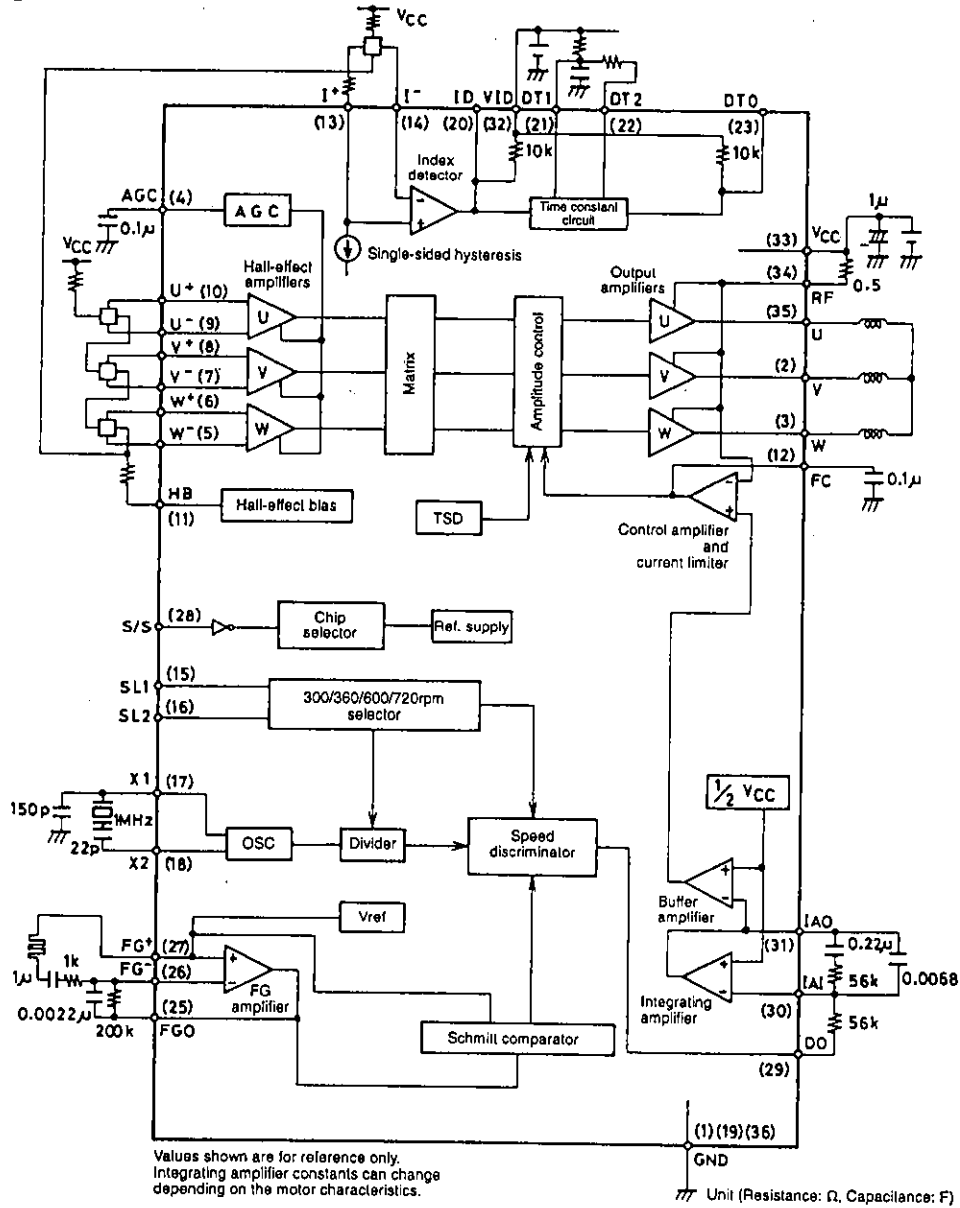 VCC
I+
I-
ID
VID
DT1
DT2
DT0
(13)
(14)
(20)
(32)
(21)
(22)
(23)
10k
10k
Index
detector
Time constant
circuit
AGC
(4)
AGC
0.1μ
Single-sided hysteresis
VCC
1μ
(33)
VCC
Hall-effect
amplifiers
Output
amplifiers
(34)
RF
0.5
U+ (10)
U- (9)
U
U
(35)
U
V+ (8)
V- (7)
V
Matrix
Amplitude control
V
(2)
V
W+ (6)
W- (5)
W
W
(3)
W
(12)
FC
0.1μ
HB
(11)
Hall-effect bias
TSD
-
+
Control amplifier
and
current limiter
S/S
(28)
Chip
selector
Ref. supply
SL1
(15)
SL2
(16)
300/360/600/720rpm
selector
X1
(17)
150p
1MHz
22p
X2
(18)
OSC
Divider
Speed
discriminator
1/2 VCC
+
-
Buffer
amplifier
Vref
FG+
(27)
1k
FG-
(26)
1μ
0.0022μ
200k
(25)
FGO
+
-
FG
amplifier
Schmitt comparator
IAO
(31)
0.22μ
0.0068
56k
+
-
Integrating
amplifier
IAI
(30)
56k
DO
(29)
(1)(19)(36)
GND
Values shown are for reference only.
Integrating amplifier constants can change
depending on the motor characteristics.
Unit (Resistance: Ω, Capacitance: F)